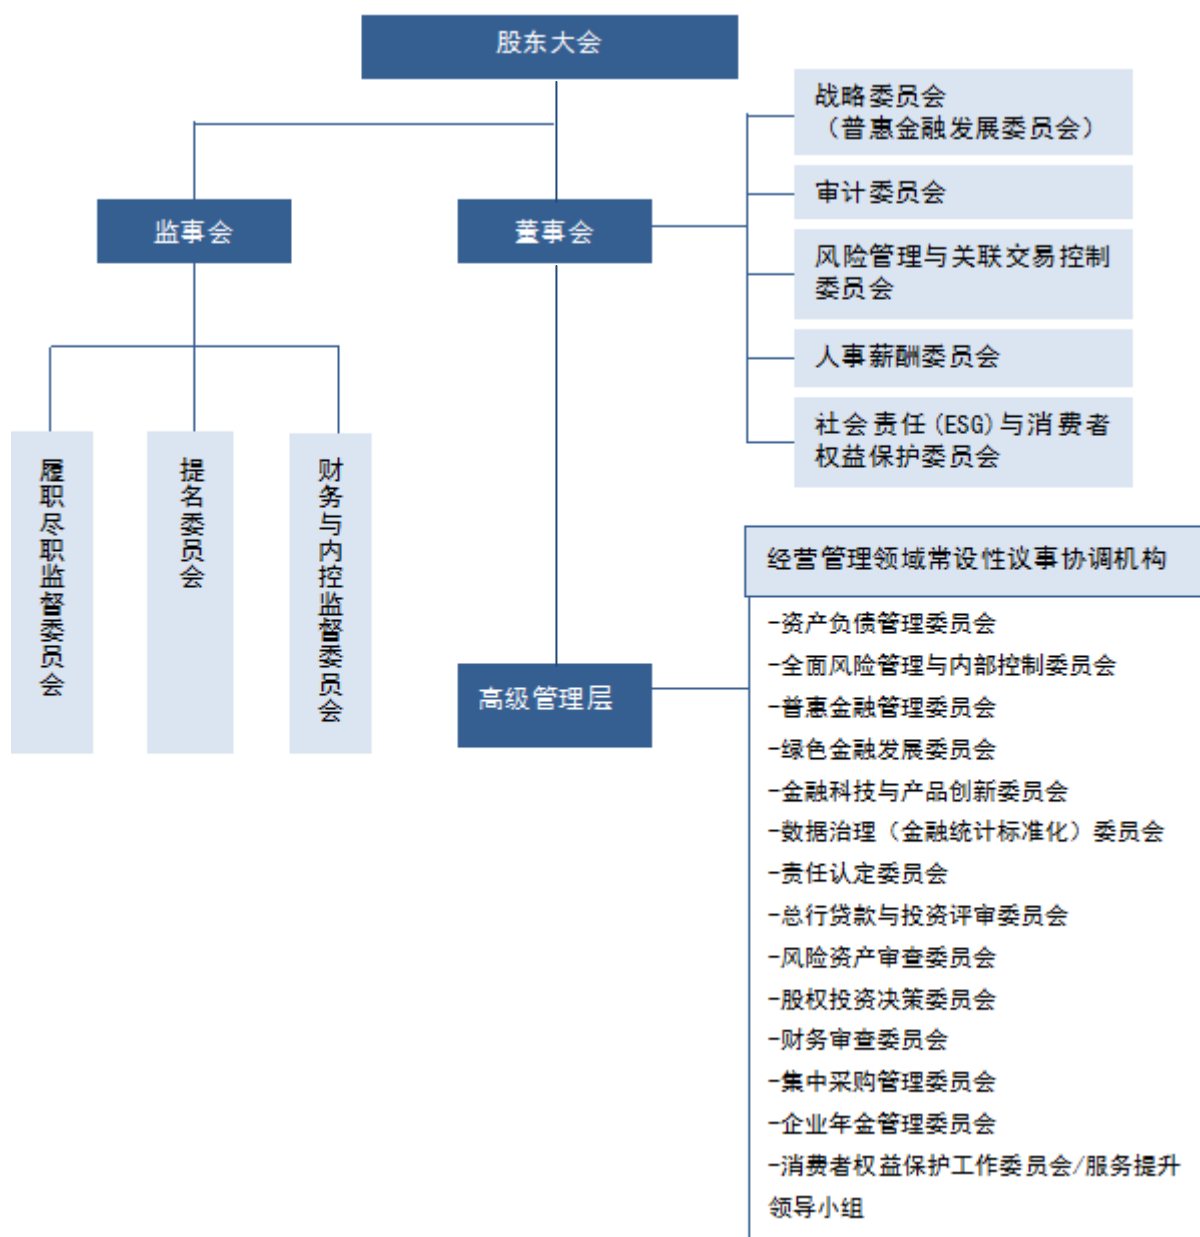 股东大会
监事会
董事会
战略委员会
（普惠金融发展委员会）
审计委员会
风险管理与关联交易控制
委员会
人事薪酬委员会
社会责任(ESG)与消费者
权益保护委员会
履职尽职监督委员会
提名委员会
财务与内控监督委员会
高级管理层
经营管理领域常设性议事协调机构
-资产负债管理委员会
-全面风险管理与内部控制委员会
-普惠金融管理委员会
-绿色金融发展委员会
-金融科技与产品创新委员会
-数据治理（金融统计标准化）委员会
-责任认定委员会
-总行贷款与投资评审委员会
-风险资产审查委员会
-股权投资决策委员会
-财务审查委员会
-集中采购管理委员会
-企业年金管理委员会
-消费者权益保护工作委员会/服务提升
领导小组